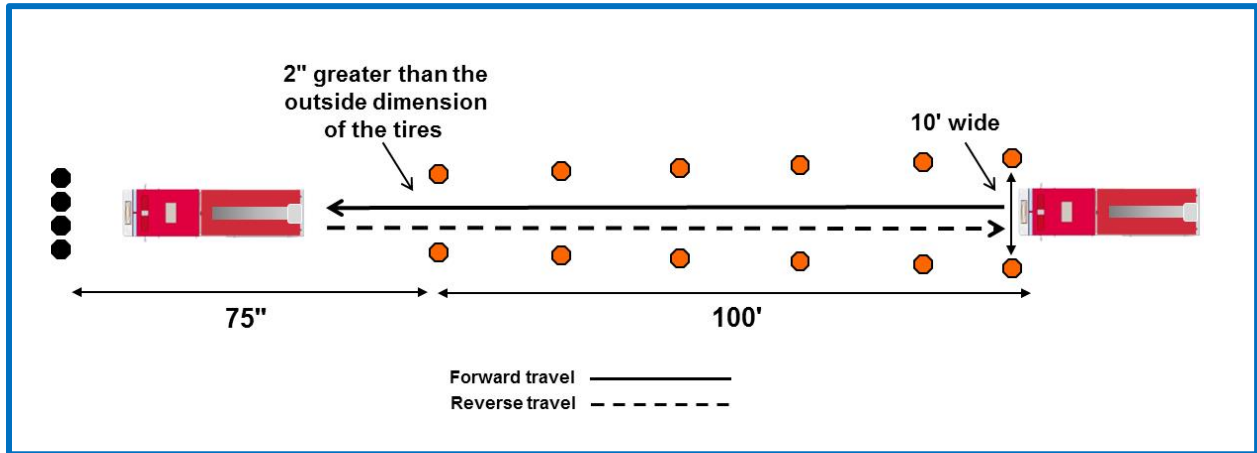 2" greater than the
outside dimension
of the tires
10' wide
75"
100'
Forward travel
Reverse travel